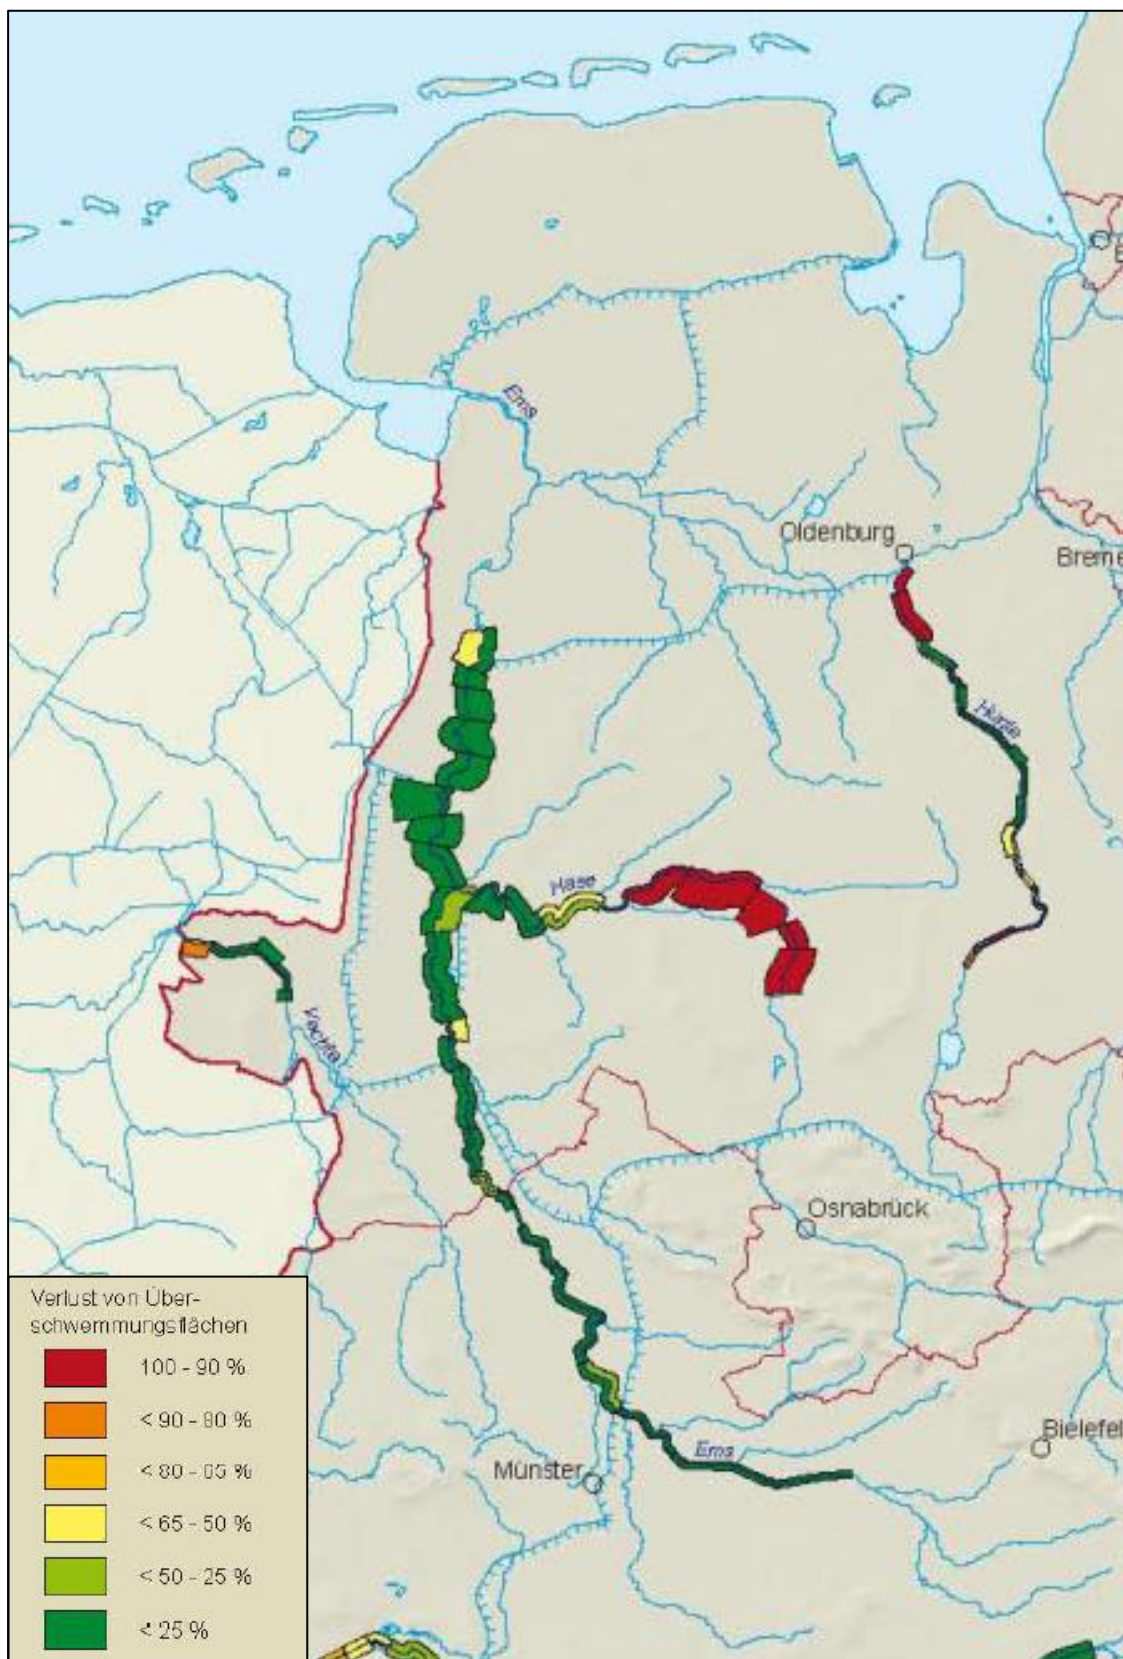 Ems
Oldenburg
Breme
Hunte
Hase
Vechte
Osnabrück
Verlust von Über-
schwemmungsflächen
100 - 90 %
< 90 - 80 %
< 80 - 65 %
< 65 - 50 %
< 50 - 25 %
< 25 %
Bielefel
Ems
Münster